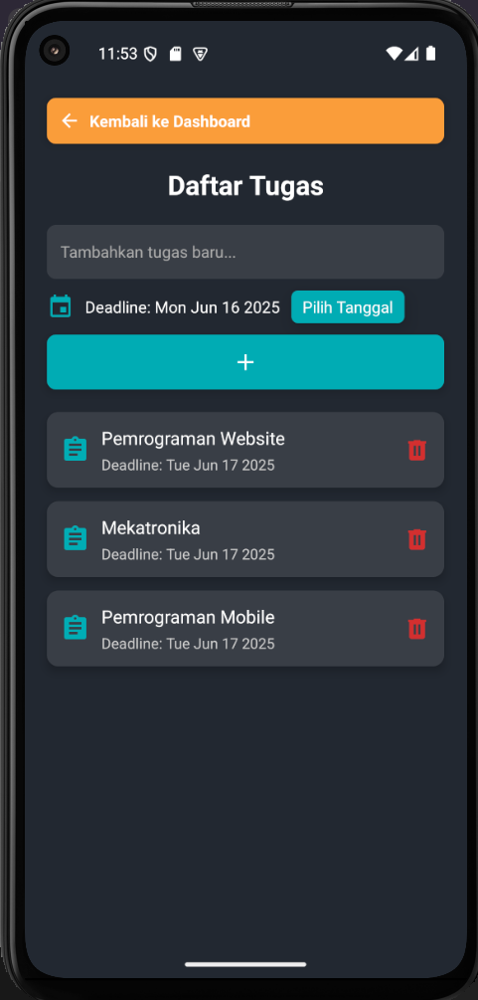 11:53
Kembali ke Dashboard
Daftar Tugas
Tambahkan tugas baru...
Deadline: Mon Jun 16 2025 Pilih Tanggal
+
Pemrograman Website
Deadline: Tue Jun 17 2025
Mekatronika
Deadline: Tue Jun 17 2025
Pemrograman Mobile
Deadline: Tue Jun 17 2025